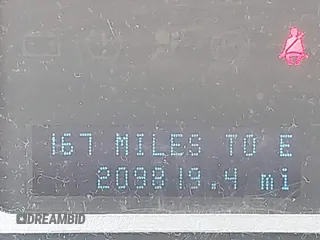 167 MILES TO E
209819.4 mi
DREAMBID